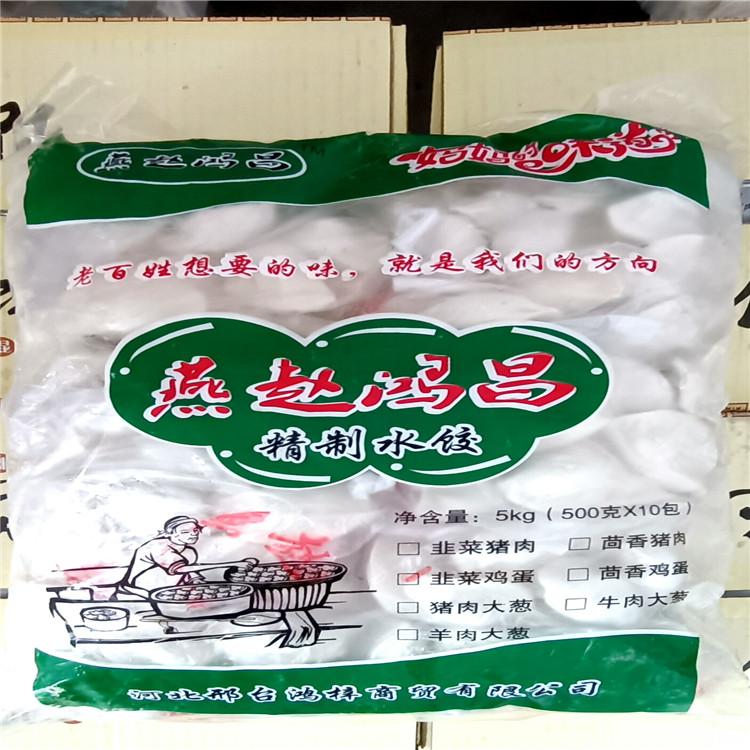 燕赵鸿昌
妈妈的味道
老百姓想要的味，就是我们的方向
燕赵鸿昌
精制水饺
净含量：5kg（500克X10包）
韭菜猪肉 茴香猪肉
韭菜鸡蛋 茴香鸡蛋
猪肉大葱 牛肉大葱
羊肉大葱
河北邢台鸿梓商贸有限公司